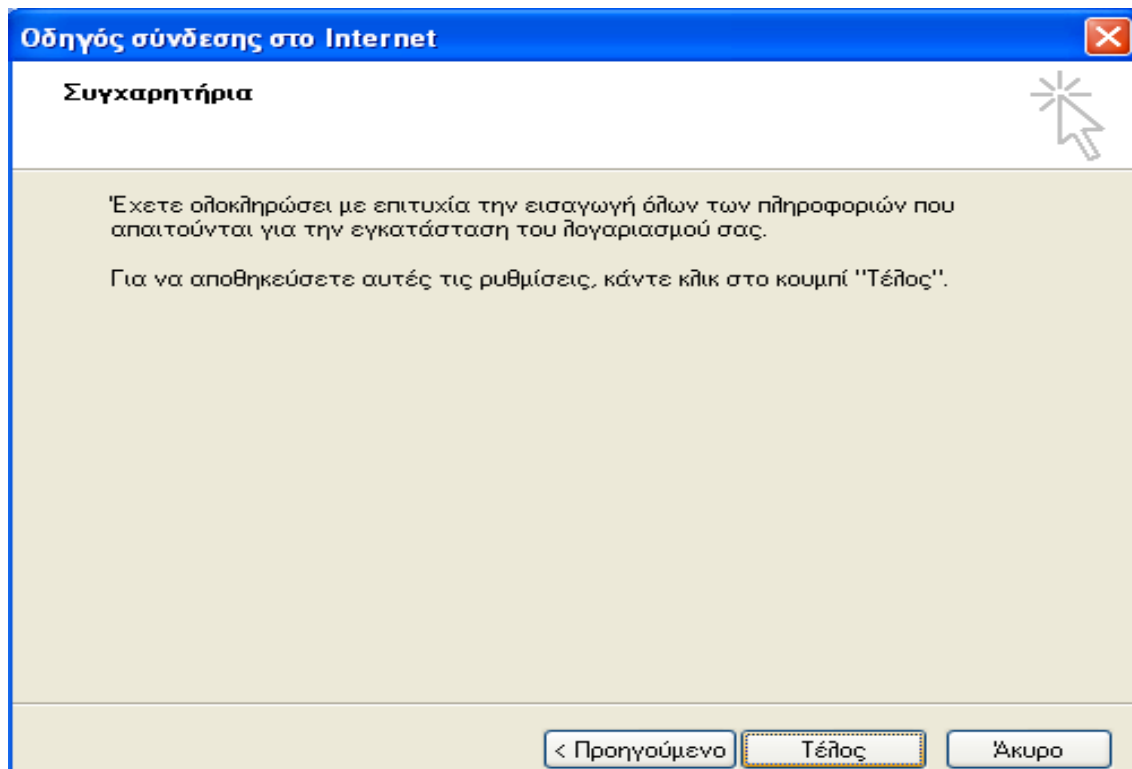 Οδηγός σύνδεσης στο Internet
Συγχαρητήρια
Έχετε ολοκληρώσει με επιτυχία την εισαγωγή όλων των πληροφοριών που
απαιτούνται για την εγκατάσταση του λογαριασμού σας.
Για να αποθηκεύσετε αυτές τις ρυθμίσεις, κάντε κλικ στο κουμπί "Τέλος".
< Προηγούμενο Τέλος Άκυρο